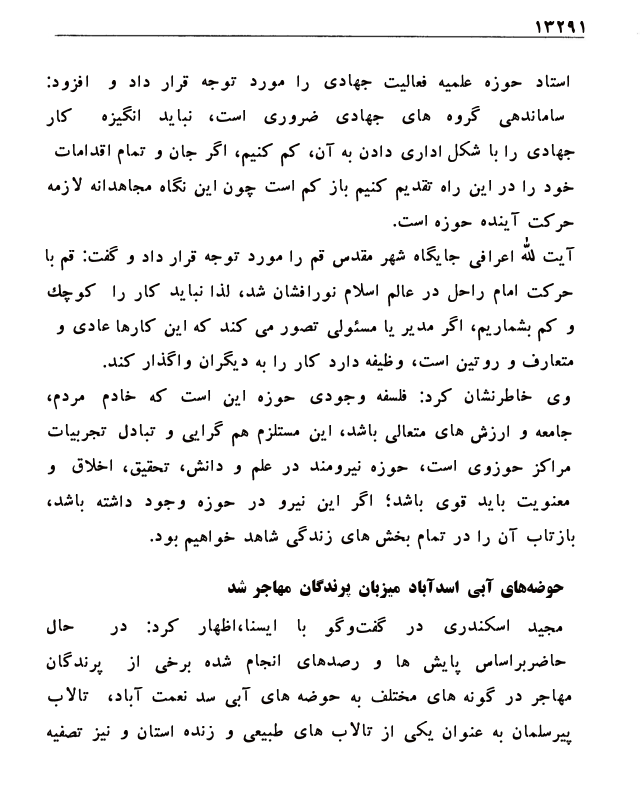 ۱۳۲۹۱
استاد حوزه علمیه فعالیت جهادی را مورد توجه قرار داد و افزود:
ساماندهی گروه های جهادی ضروری است، نباید انگیزه کار
جهادی را با شکل اداری دادن به آن، کم کنیم، اگر جان و تمام اقدامات
خود را در این راه تقدیم کنیم باز کم است چون این نگاه مجاهدانه لازمه
حرکت آینده حوزه است.
آیت الله اعرافی جایگاه شهر مقدس قم را مورد توجه قرار داد و گفت: قم با
حرکت امام راحل در عالم اسلام نورافشان شد، لذا نباید کار را کوچک
و کم بشماریم، اگر مدیر یا مسئولی تصور می کند که این کارها عادی و
متعارف و روتین است، وظیفه دارد کار را به دیگران واگذار کند.
وی خاطرنشان کرد: فلسفه وجودی حوزه این است که خادم مردم،
جامعه و ارزش های متعالی باشد، این مستلزم هم گرایی و تبادل تجربیات
مراکز حوزوی است، حوزه نیرومند در علم و دانش، تحقیق، اخلاق و
معنویت باید قوی باشد؛ اگر این نیرو در حوزه وجود داشته باشد،
بازتاب آن را در تمام بخش های زندگی شاهد خواهیم بود.
حوضه‌های آبی اسدآباد میزبان پرندگان مهاجر شد
مجید اسکندری در گفت‌وگو با ایسنا،اظهار کرد: در حال
حاضربراساس پایش ها و رصدهای انجام شده برخی از پرندگان
مهاجر در گونه های مختلف به حوضه های آبی سد نعمت آباد، تالاب
پیرسلمان به عنوان یکی از تالاب های طبیعی و زنده استان و نیز تصفیه